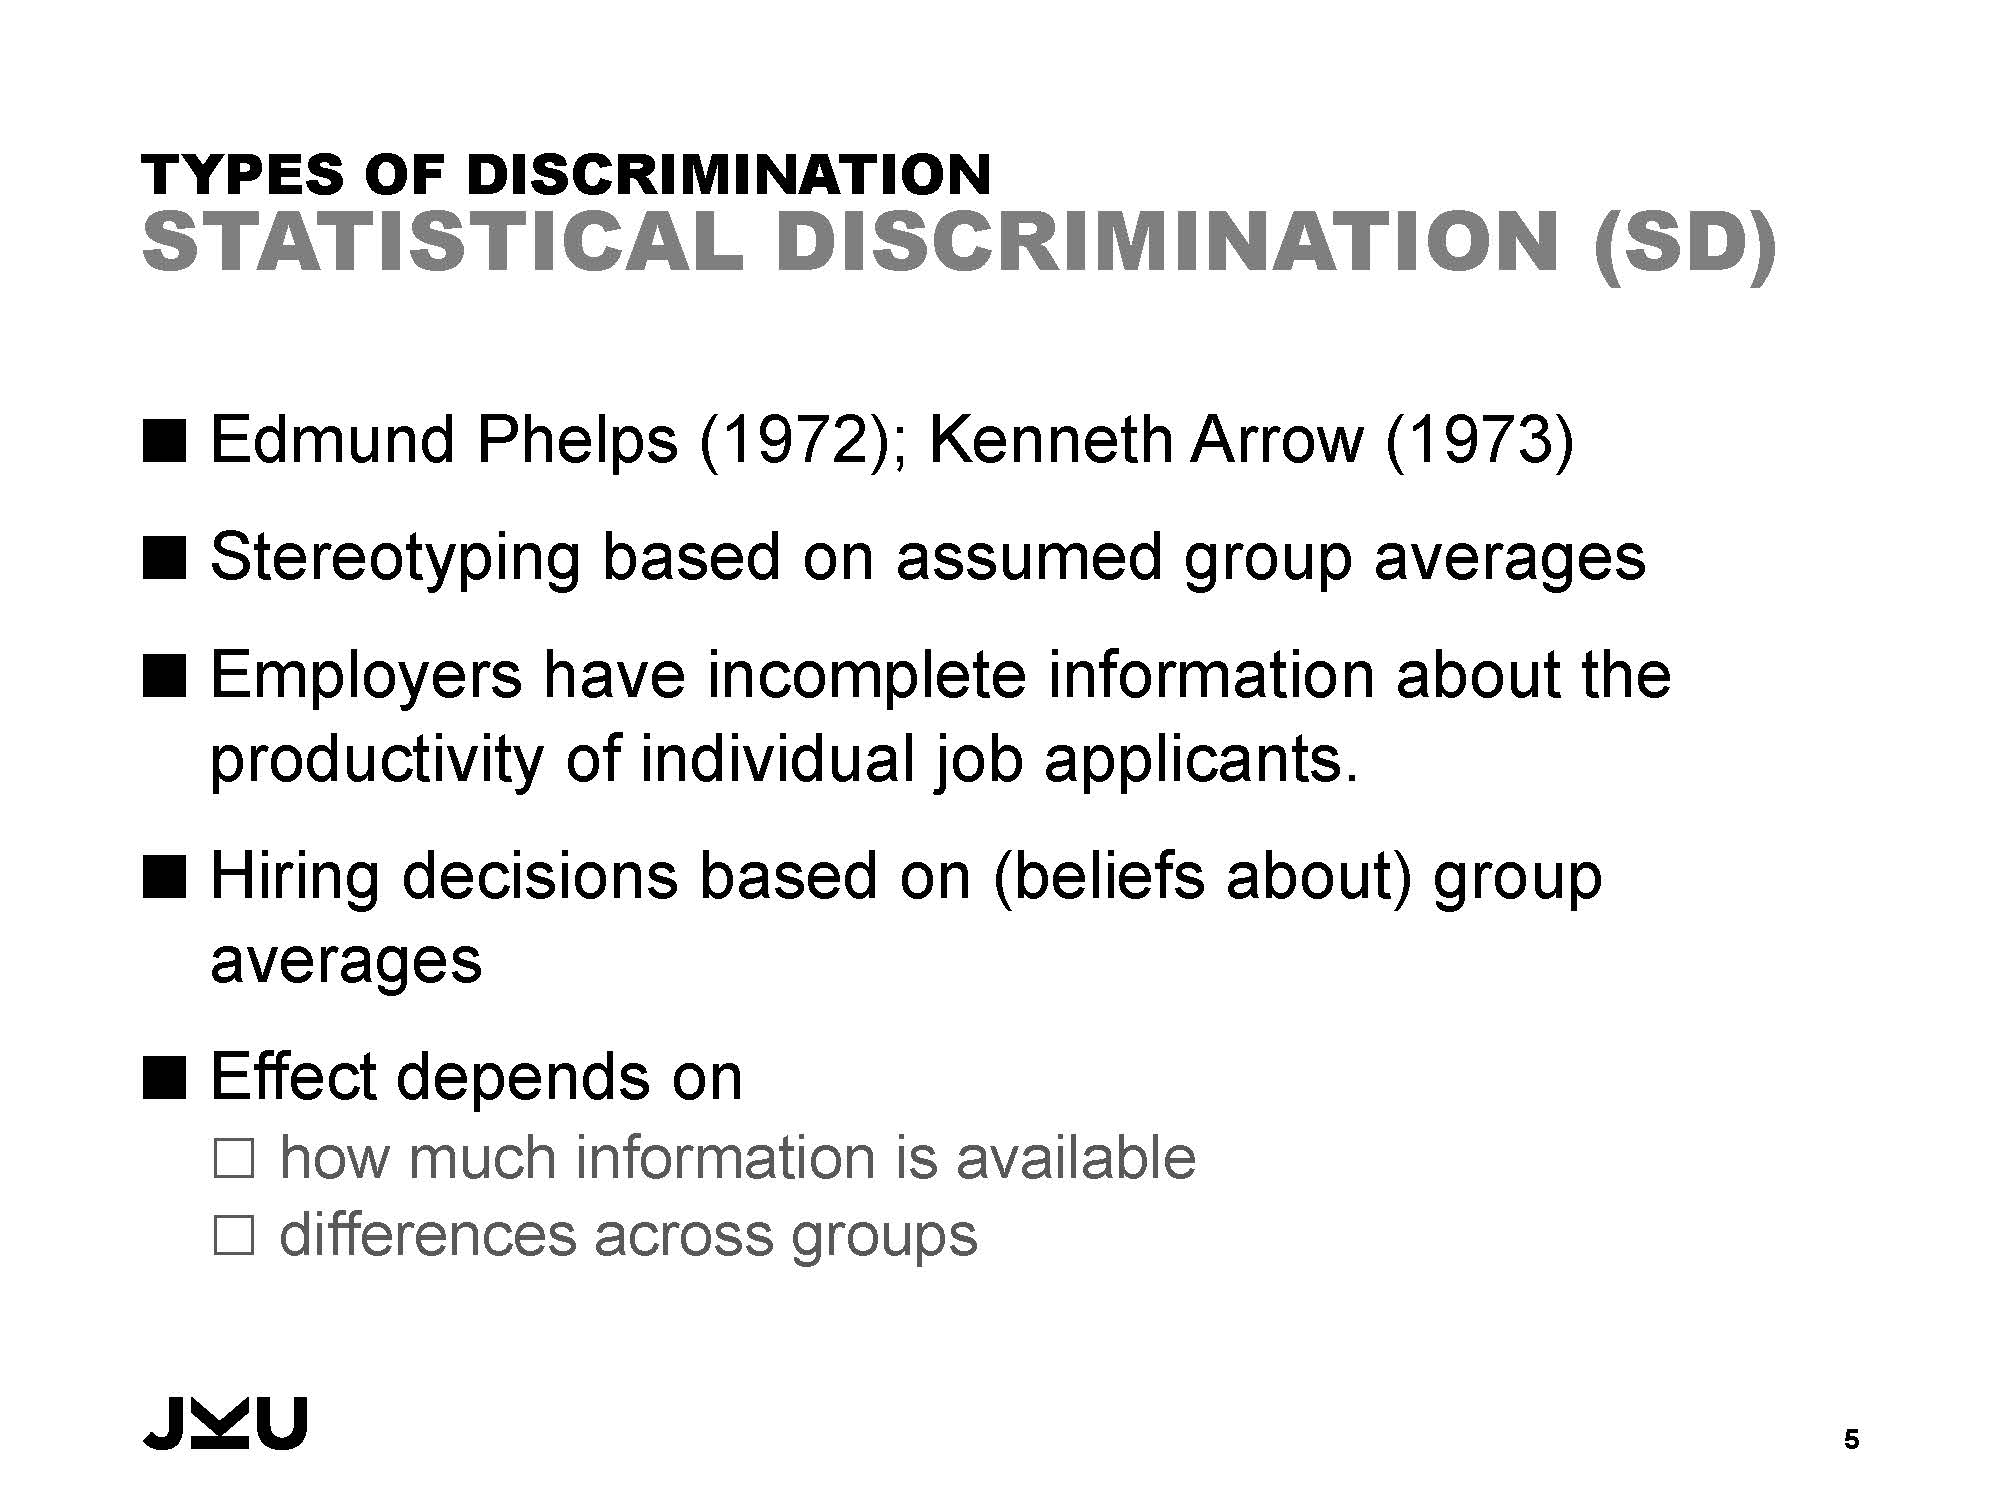 TYPES OF DISCRIMINATION
STATISTICAL DISCRIMINATION (SD)
■ Edmund Phelps (1972); Kenneth Arrow (1973)
■ Stereotyping based on assumed group averages
■ Employers have incomplete information about the
productivity of individual job applicants.
■ Hiring decisions based on (beliefs about) group
averages
■ Effect depends on
□ how much information is available
□ differences across groups
JKU
5